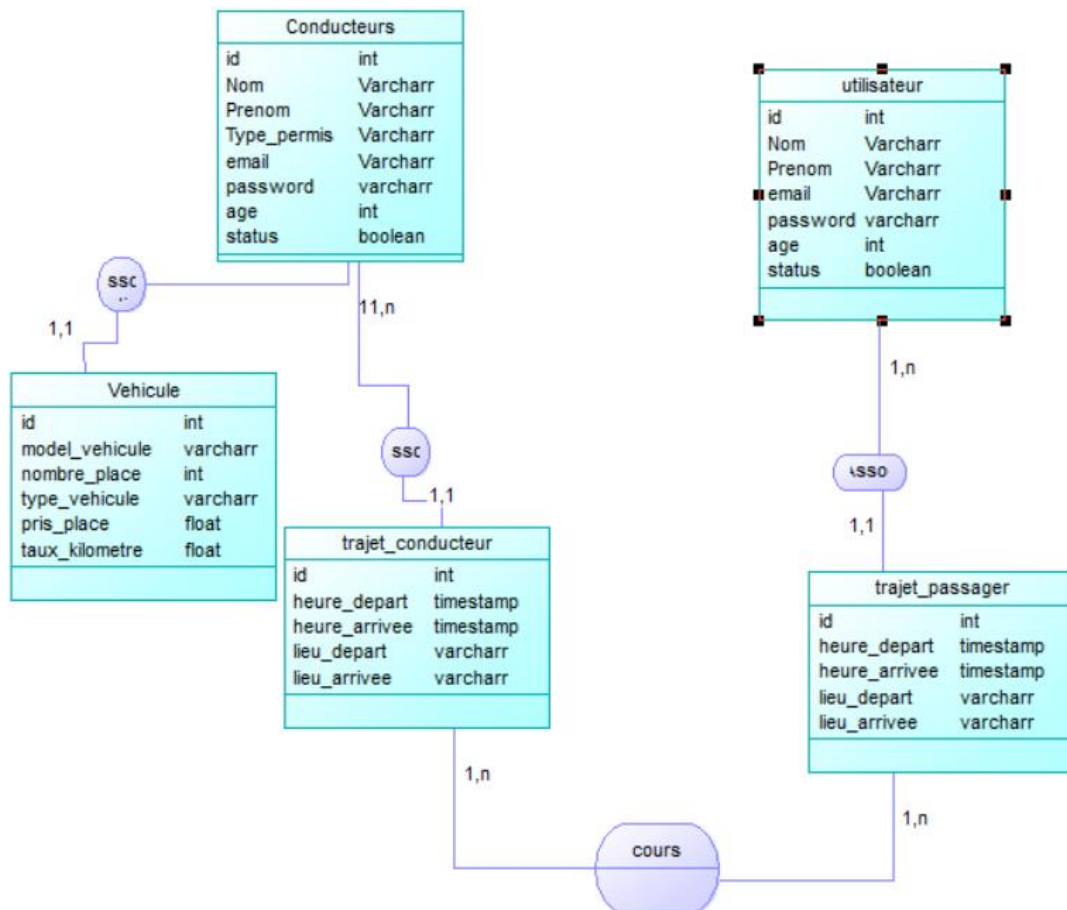 Conducteurs
id int
Nom Varcharr
Prenom Varcharr
Type_permis Varcharr
email Varcharr
password varcharr
age int
status boolean
utilisateur
id int
Nom Varcharr
Prenom Varcharr
email Varcharr
password varcharr
age int
status boolean
ssc
11,n
1,1
1,n
Vehicule
id int
model_vehicule varcharr
nombre_place int
type_vehicule varcharr
pris_place float
taux_kilometre float
ssc
Asso
1,1
1,1
trajet_conducteur
id int
heure_depart timestamp
heure_arrivee timestamp
lieu_depart varcharr
lieu_arrivee varcharr
trajet_passager
id int
heure_depart timestamp
heure_arrivee timestamp
lieu_depart varcharr
lieu_arrivee varcharr
1,n
1,n
cours